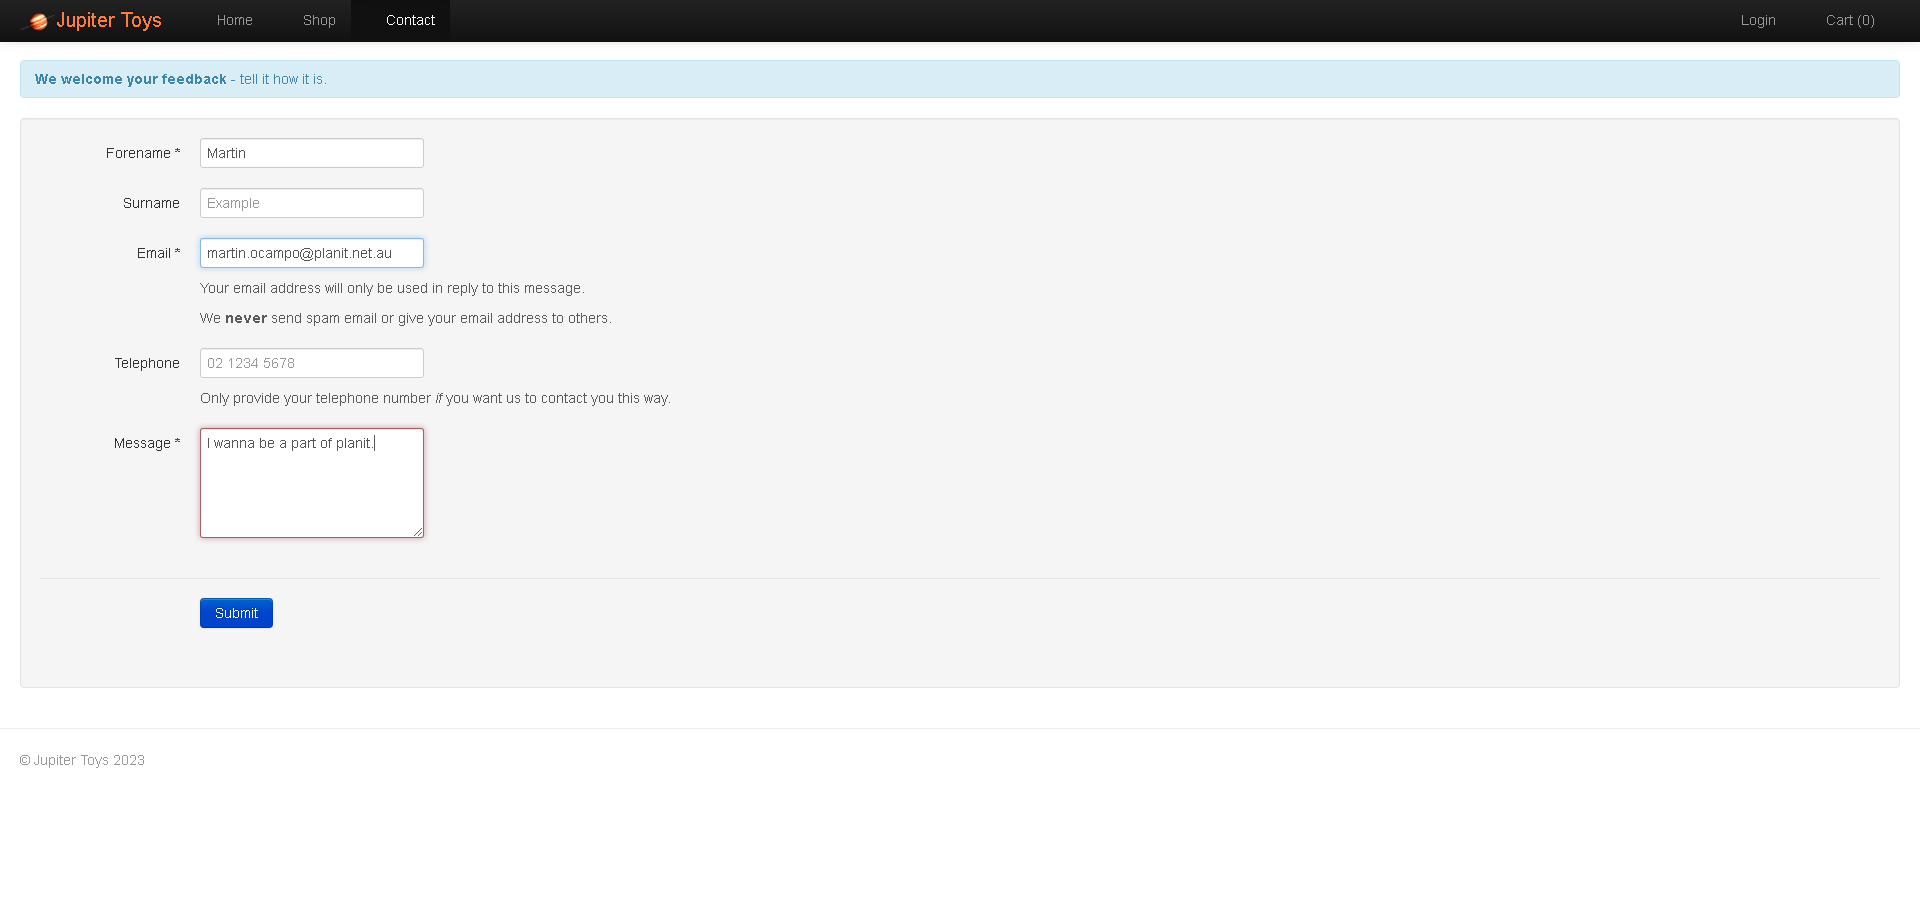 Jupiter Toys Home Shop Contact Login Cart (0)
We welcome your feedback - tell it how it is.
Forename * Martin
Surname Example
Email * martin.ocampo@planit.net.au
Your email address will only be used in reply to this message.
We never send spam email or give your email address to others.
Telephone 02 1234 5678
Only provide your telephone number if you want us to contact you this way.
Message * I wanna be a part of planit.
Submit
© Jupiter Toys 2023